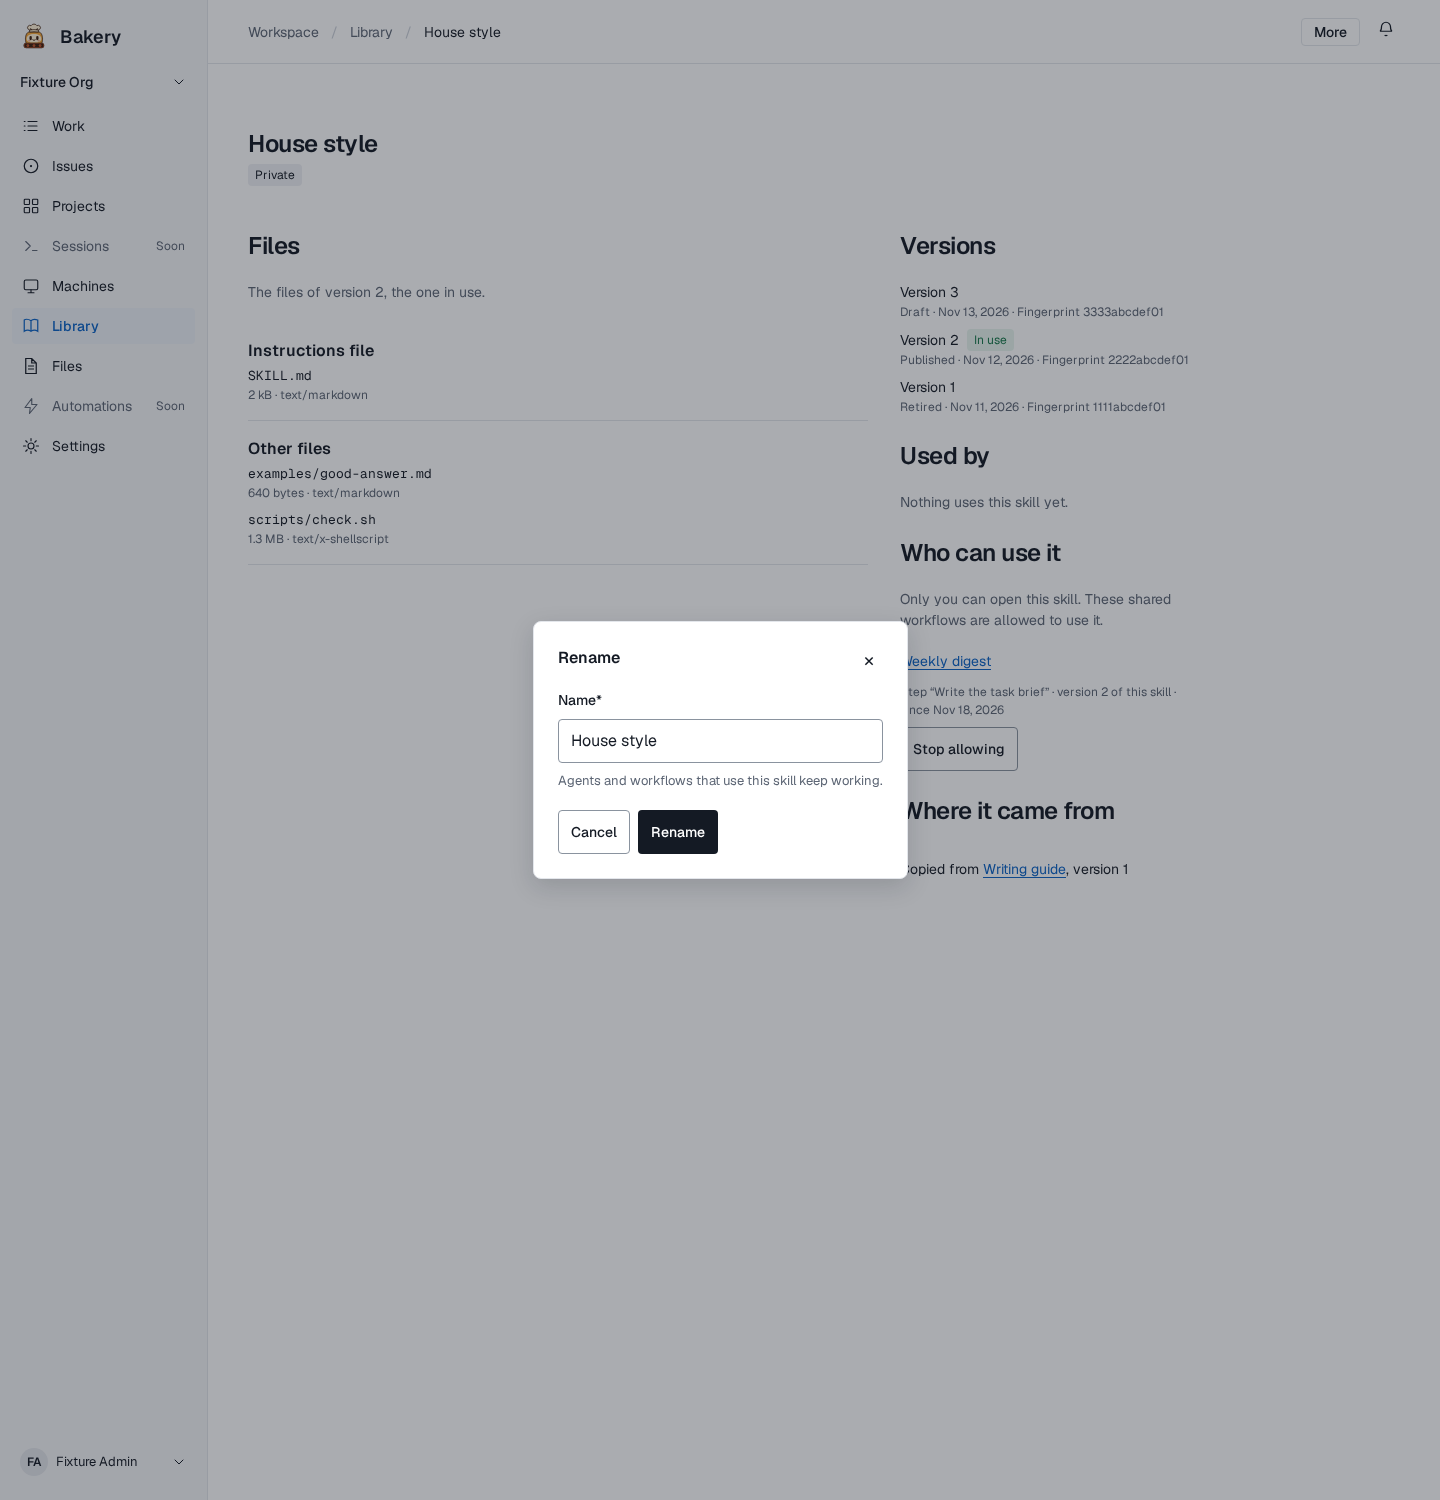 Bakery
Fixture Org
Work
Issues
Projects
Sessions Soon
Machines
Library
Files
Automations Soon
Settings
FA Fixture Admin
Workspace / Library / House style
More
House style
Private
Files
The files of version 2, the one in use.
Instructions file
SKILL.md
2 kB · text/markdown
Other files
examples/good-answer.md
640 bytes · text/markdown
scripts/check.sh
1.3 MB · text/x-shellscript
Versions
Version 3
Draft · Nov 13, 2026 · Fingerprint 3333abcdef01
Version 2 In use
Published · Nov 12, 2026 · Fingerprint 2222abcdef01
Version 1
Retired · Nov 11, 2026 · Fingerprint 1111abcdef01
Used by
Nothing uses this skill yet.
Who can use it
Only you can open this skill. These shared
workflows are allowed to use it.
Weekly digest
“Write the task brief” · version 2 of this skill ·
Nov 18, 2026
Stop allowing
Where it came from
from Writing guide, version 1
Rename
×
Name*
House style
Agents and workflows that use this skill keep working.
Cancel
Rename